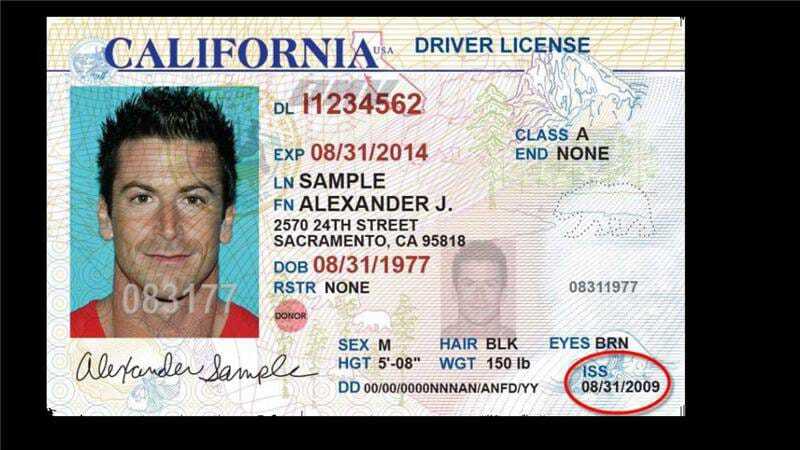 CALIFORNIA USA DRIVER LICENSE
DL I1234562
CLASS A
EXP 08/31/2014
END NONE
LN SAMPLE
FN ALEXANDER J.
2570 24TH STREET
SACRAMENTO, CA 95818
DOB 08/31/1977
RSTR NONE
08311977
083177
DONOR
SEX M HAIR BLK EYES BRN
HGT 5'-08" WGT 150 lb
ISS
DD 00/00/0000NNNAN/ANFD/YY
08/31/2009
Alexander Sample